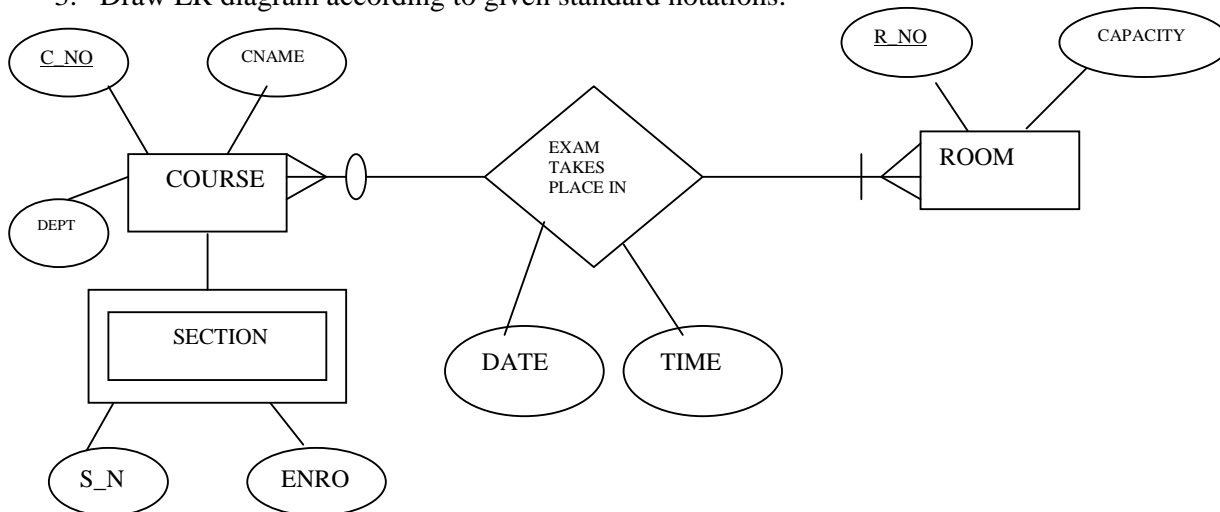 3. Draw ER diagram according to given standard notations.
C_NO
CNAME
R_NO
CAPACITY
COURSE
EXAM
TAKES
PLACE IN
ROOM
DEPT
SECTION
DATE
TIME
S_N
ENRO